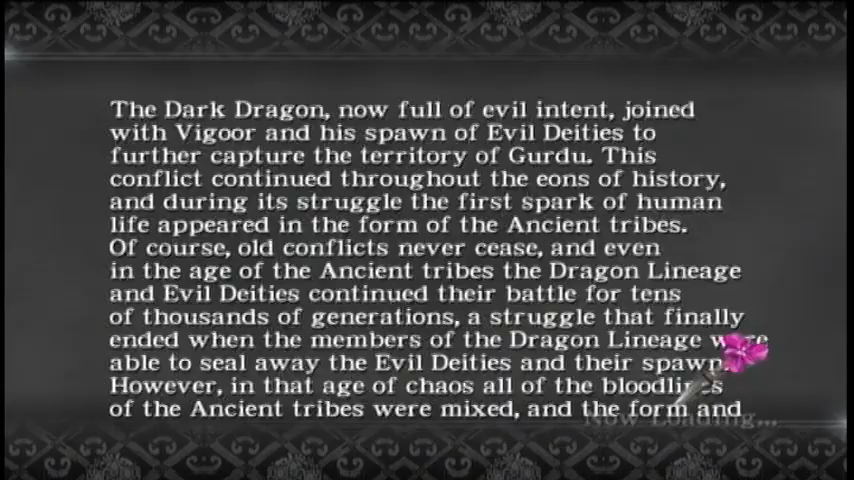 The Dark Dragon, now full of evil intent, joined
with Vigoor and his spawn of Evil Deities to
further capture the territory of Gurdu. This
conflict continued throughout the eons of history,
and during its struggle the first spark of human
life appeared in the form of the Ancient tribes.
Of course, old conflicts never cease, and even
in the age of the Ancient tribes the Dragon Lineage
and Evil Deities continued their battle for tens
of thousands of generations, a struggle that finally
ended when the members of the Dragon Lineage were
able to seal away the Evil Deities and their spawn.
However, in that age of chaos all of the bloodlines
of the Ancient tribes were mixed, and the form and
Now Loading...